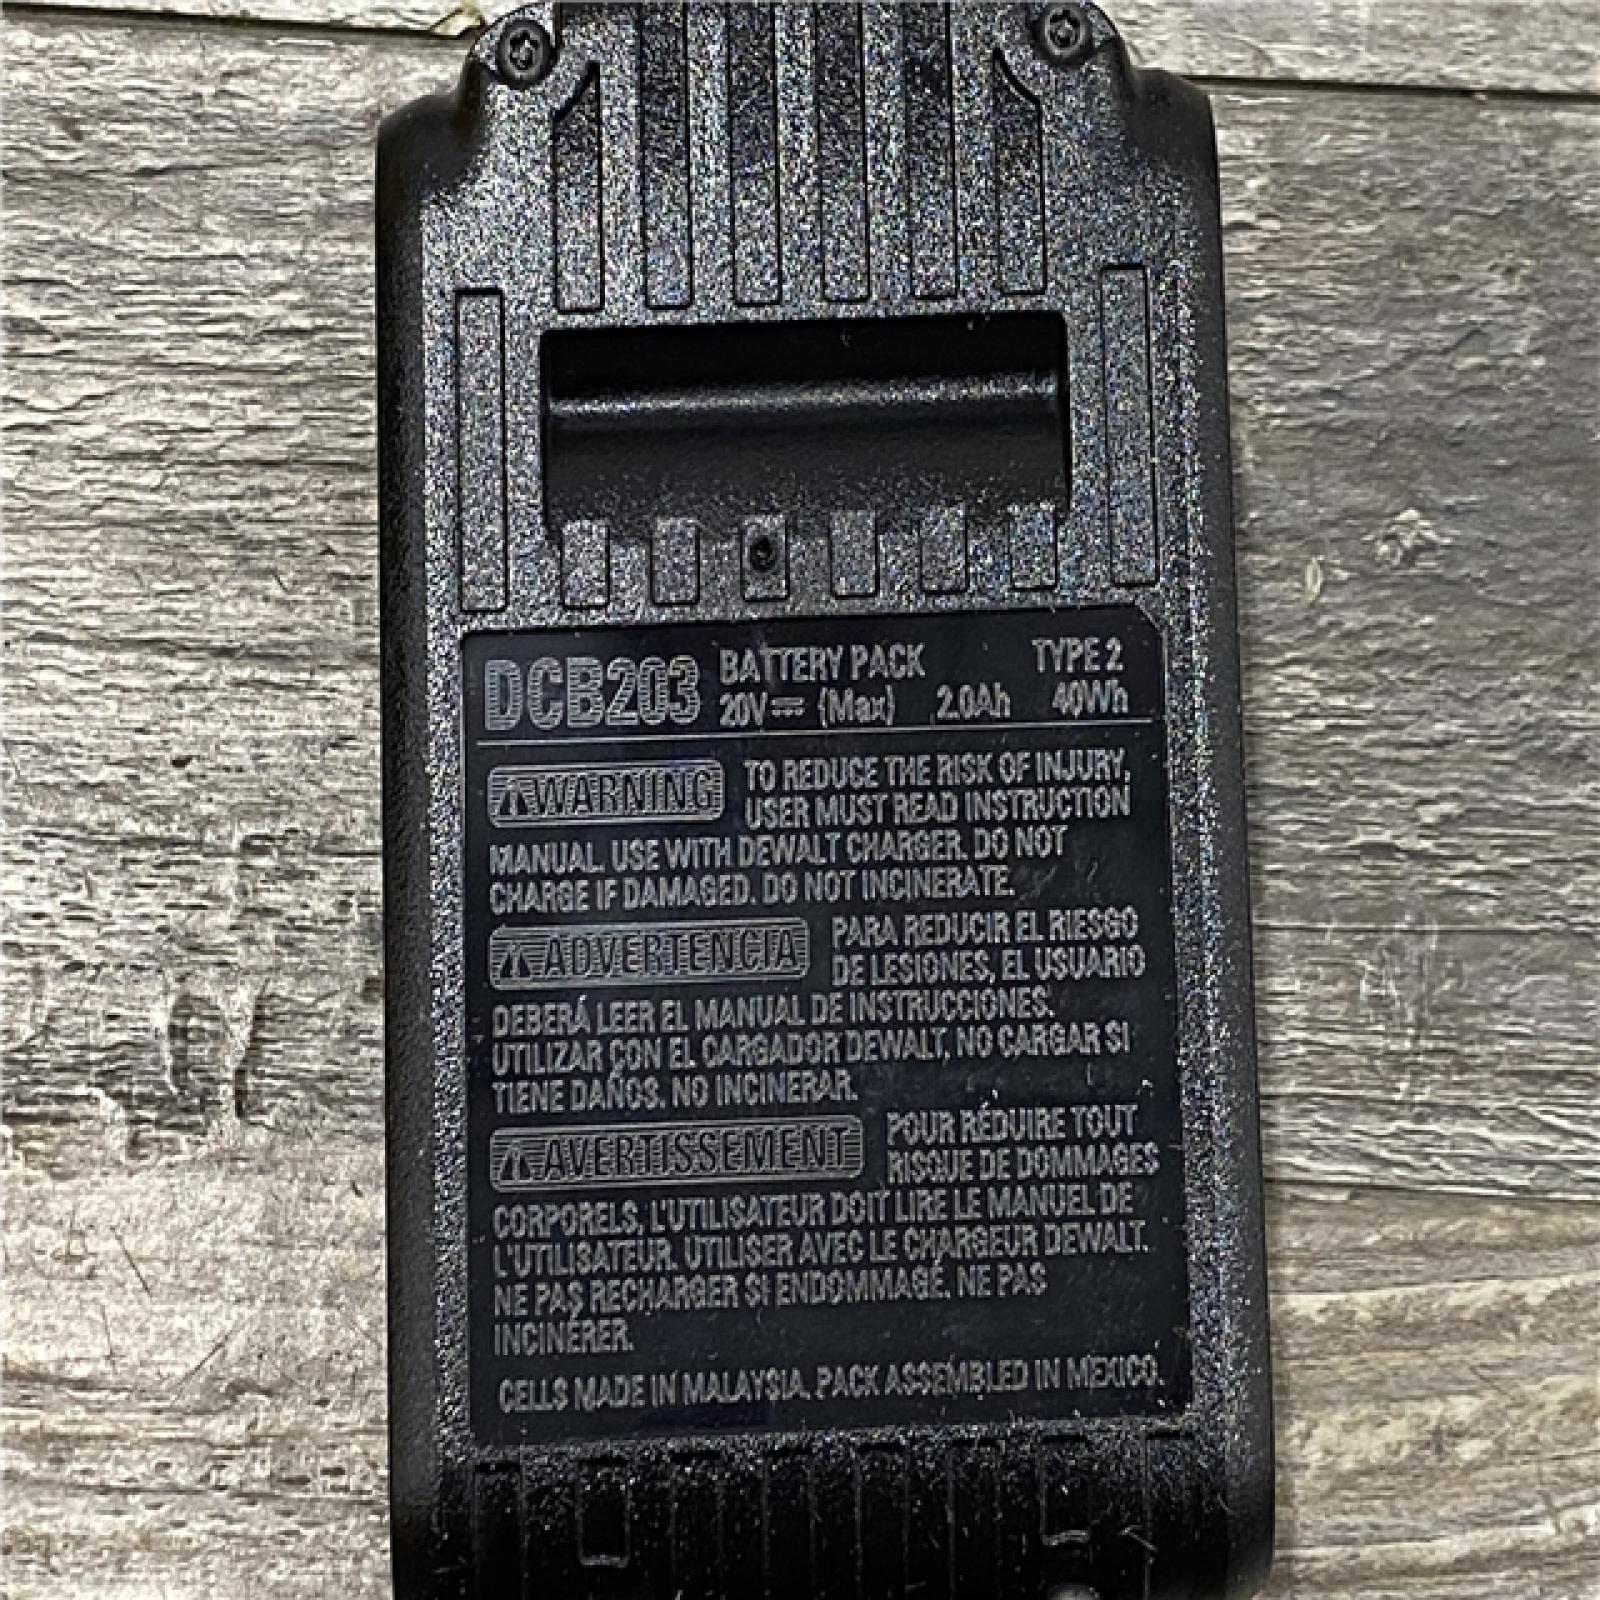 DCB203 BATTERY PACK TYPE 2
20V⎓ (Max) 2.0Ah 40Wh
⚠WARNING TO REDUCE THE RISK OF INJURY,
USER MUST READ INSTRUCTION
MANUAL. USE WITH DEWALT CHARGER. DO NOT
CHARGE IF DAMAGED. DO NOT INCINERATE.
⚠ADVERTENCIA PARA REDUCIR EL RIESGO
DE LESIONES, EL USUARIO
DEBERÁ LEER EL MANUAL DE INSTRUCCIONES.
UTILIZAR CON EL CARGADOR DEWALT, NO CARGAR SI
TIENE DAÑOS. NO INCINERAR.
⚠AVERTISSEMENT POUR RÉDUIRE TOUT
RISQUE DE DOMMAGES
CORPORELS, L'UTILISATEUR DOIT LIRE LE MANUEL DE
L'UTILISATEUR. UTILISER AVEC LE CHARGEUR DEWALT.
NE PAS RECHARGER SI ENDOMMAGÉ. NE PAS
INCINÉRER.
CELLS MADE IN MALAYSIA, PACK ASSEMBLED IN MEXICO.